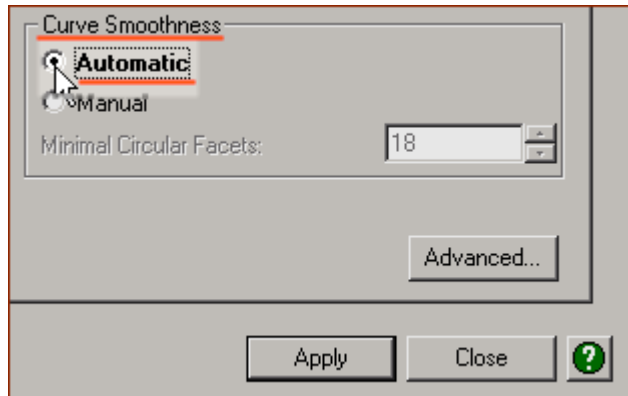 Curve Smoothness
Automatic
Manual
Minimal Circular Facets: 18
Advanced...
Apply Close ?